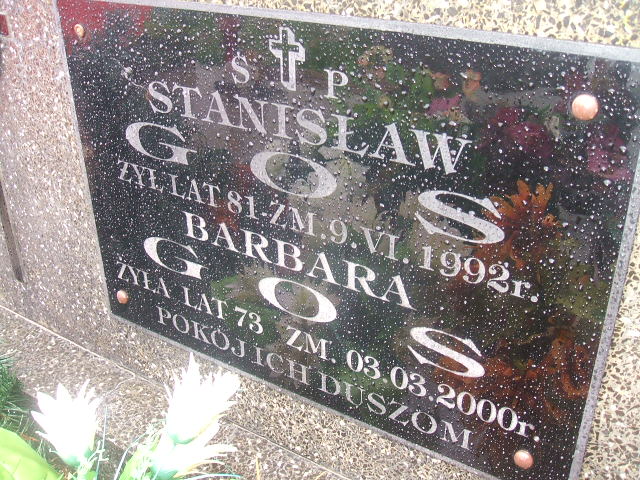 Ś P
STANISŁAW
GOS
ŻYŁ LAT 81-ZM.9.VI.1992r.
BARBARA
GOS
ŻYŁA LAT 73 ZM. 03.03.2000r.
POKÓJ ICH DUSZOM